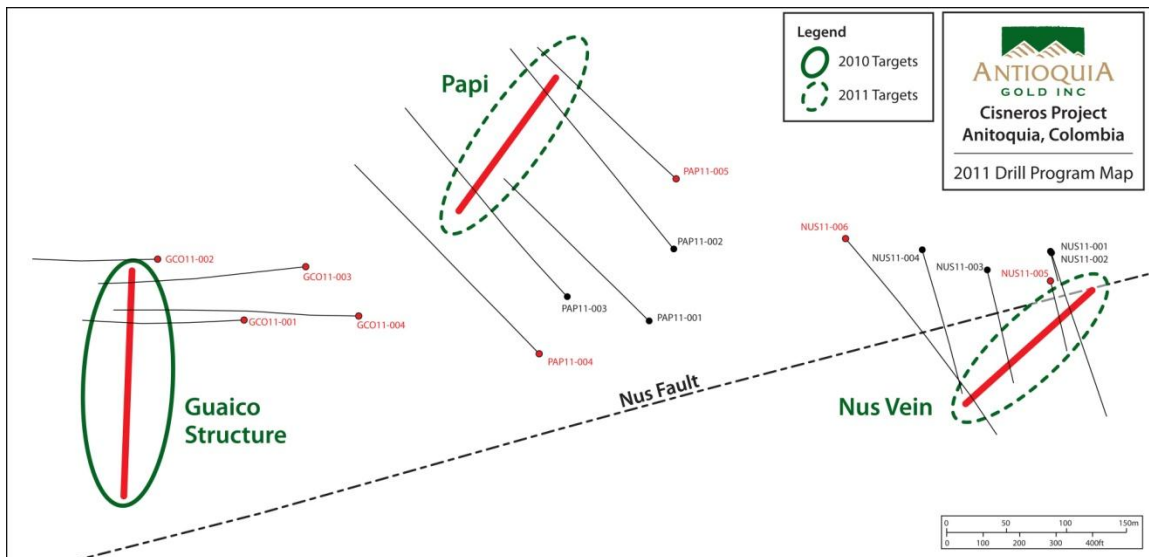 Legend
2010 Targets
2011 Targets
ANTIOQUIA
GOLD INC
Cisneros Project
Anitoquia, Colombia
2011 Drill Program Map
Papi
PAP11-005
PAP11-002
PAP11-003
PAP11-001
PAP11-004
GCO11-002
GCO11-003
GCO11-001
GCO11-004
Guaico
Structure
Nus Fault
NUS11-006
NUS11-004
NUS11-003
NUS11-001
NUS11-002
NUS11-005
Nus Vein
0 50 100 150m
0 100 200 300 400ft